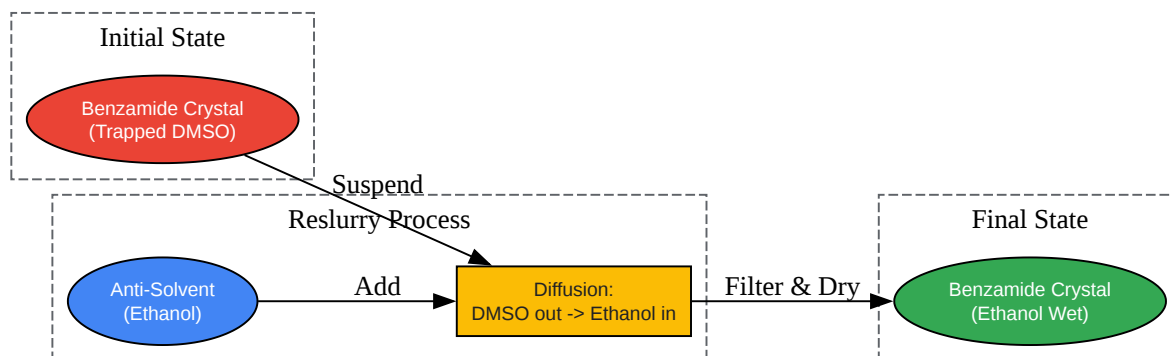 Initial State
Benzamide Crystal
(Trapped DMSO)
Suspend
Reslurry Process
Anti-Solvent
(Ethanol)
Add
Diffusion:
DMSO out -> Ethanol in
Filter & Dry
Final State
Benzamide Crystal
(Ethanol Wet)